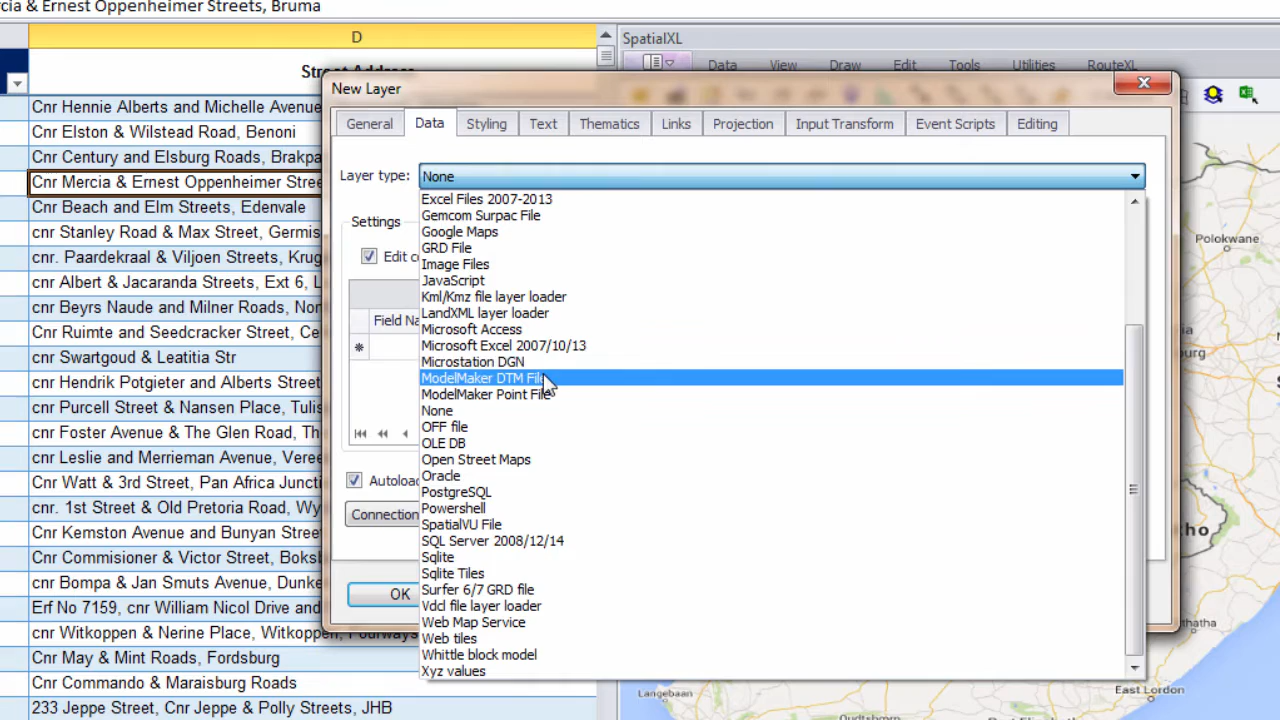 cia & Ernest Oppenheimer Streets, Bruma
D
Street Address
Cnr Hennie Alberts and Michelle Avenue
Cnr Elston & Wilstead Road, Benoni
Cnr Century and Elsburg Roads, Brakpa
Cnr Mercia & Ernest Oppenheimer Stree
Cnr Beach and Elm Streets, Edenvale
cnr Stanley Road & Max Street, Germis
cnr. Paardekraal & Viljoen Streets, Krug
cnr Albert & Jacaranda Streets, Ext 6, L
cnr Beyrs Naude and Milner Roads, Nor
Cnr Ruimte and Seedcracker Street, Ce
cnr Swartgoud & Leatitia Str
cnr Hendrik Potgieter and Alberts Street
cnr Purcell Street & Nansen Place, Tulis
cnr Foster Avenue & The Glen Road, Th
cnr Leslie and Merrieman Avenue, Veree
Cnr Watt & 3rd Street, Pan Africa Juncti
cnr. 1st Street & Old Pretoria Road, Wy
cnr Kemston Avenue and Bunyan Street
Cnr Commisioner & Victor Street, Boksb
cnr Bompa & Jan Smuts Avenue, Dunke
Erf No 7159, cnr William Nicol Drive and
cnr Witkoppen & Nerine Place, Witkoppen, Fourways
Cnr May & Mint Roads, Fordsburg
Cnr Commando & Maraisburg Roads
233 Jeppe Street, Cnr Jeppe & Polly Streets, JHB
SpatialXL
Data View Draw Edit Tools Utilities RouteXL
New Layer
General Data Styling Text Thematics Links Projection Input Transform Event Scripts Editing
Layer type: None
Settings
Edit co
Field Na
Autoload
Connection
OK
Excel Files 2007-2013
Gemcom Surpac File
Google Maps
GRD File
Image Files
JavaScript
Kml/Kmz file layer loader
LandXML layer loader
Microsoft Access
Microsoft Excel 2007/10/13
Microstation DGN
ModelMaker DTM File
ModelMaker Point File
None
OFF file
OLE DB
Open Street Maps
Oracle
PostgreSQL
Powershell
SpatialVU File
SQL Server 2008/12/14
Sqlite
Sqlite Tiles
Surfer 6/7 GRD file
Vdcl file layer loader
Web Map Service
Web tiles
Whittle block model
Xyz values
Polokwane
burg
tho
hatha
Langebaan
East London